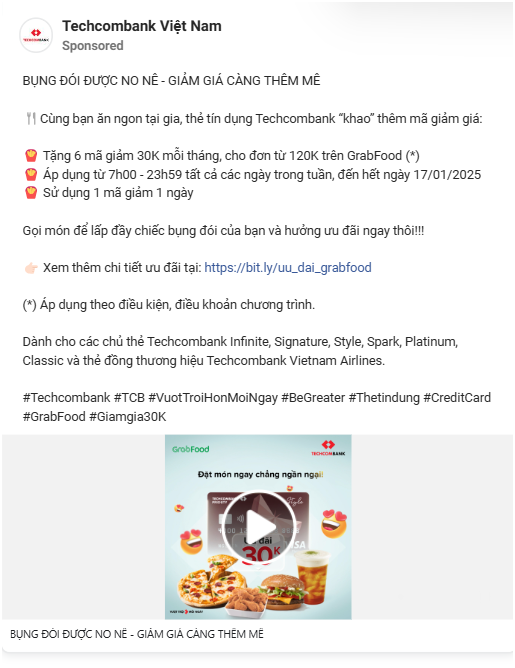 Techcombank Việt Nam
TECHCOMBANK
Sponsored
BỤNG ĐÓI ĐƯỢC NO NÊ - GIẢM GIÁ CÀNG THÊM MÊ
🍴Cùng bạn ăn ngon tại gia, thẻ tín dụng Techcombank “khao” thêm mã giảm giá:
🍟 Tặng 6 mã giảm 30K mỗi tháng, cho đơn từ 120K trên GrabFood (*)
🍟 Áp dụng từ 7h00 - 23h59 tất cả các ngày trong tuần, đến hết ngày 17/01/2025
🍟 Sử dụng 1 mã giảm 1 ngày
Gọi món để lấp đầy chiếc bụng đói của bạn và hưởng ưu đãi ngay thôi!!!
👉🏻 Xem thêm chi tiết ưu đãi tại: https://bit.ly/uu_dai_grabfood
(*) Áp dụng theo điều kiện, điều khoản chương trình.
Dành cho các chủ thẻ Techcombank Infinite, Signature, Style, Spark, Platinum,
Classic và thẻ đồng thương hiệu Techcombank Vietnam Airlines.
#Techcombank #TCB #VuotTroiHonMoiNgay #BeGreater #Thetindung #CreditCard
#GrabFood #Giamgia30K
GrabFood
TECHCOMBANK
Đặt món ngay chẳng ngần ngại!
TECHCOMBANK
Style
30K
VISA
BỤNG ĐÓI ĐƯỢC NO NÊ - GIẢM GIÁ CÀNG THÊM MÊ